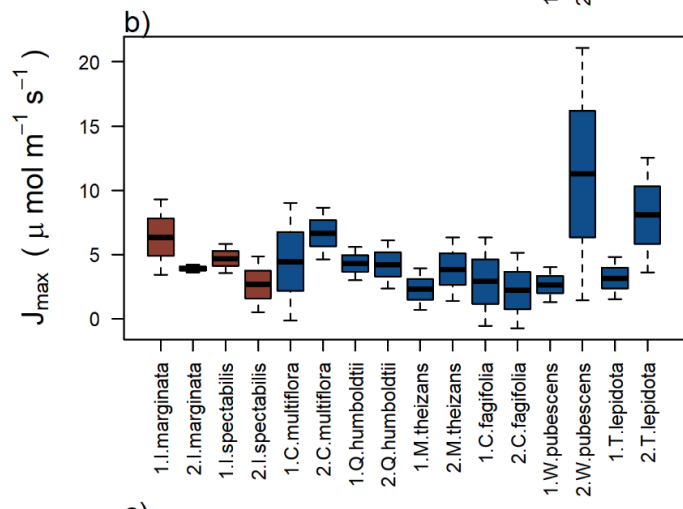 b)
J_max ( μ mol m⁻¹ s⁻¹ )
20
15
10
5
0
1.I.marginata
2.I.marginata
1.I.spectabilis
2.I.spectabilis
1.C.multiflora
2.C.multiflora
1.Q.humboldtii
2.Q.humboldtii
1.M.theizans
2.M.theizans
1.C.fagifolia
2.C.fagifolia
1.W.pubescens
2.W.pubescens
1.T.lepidota
2.T.lepidota